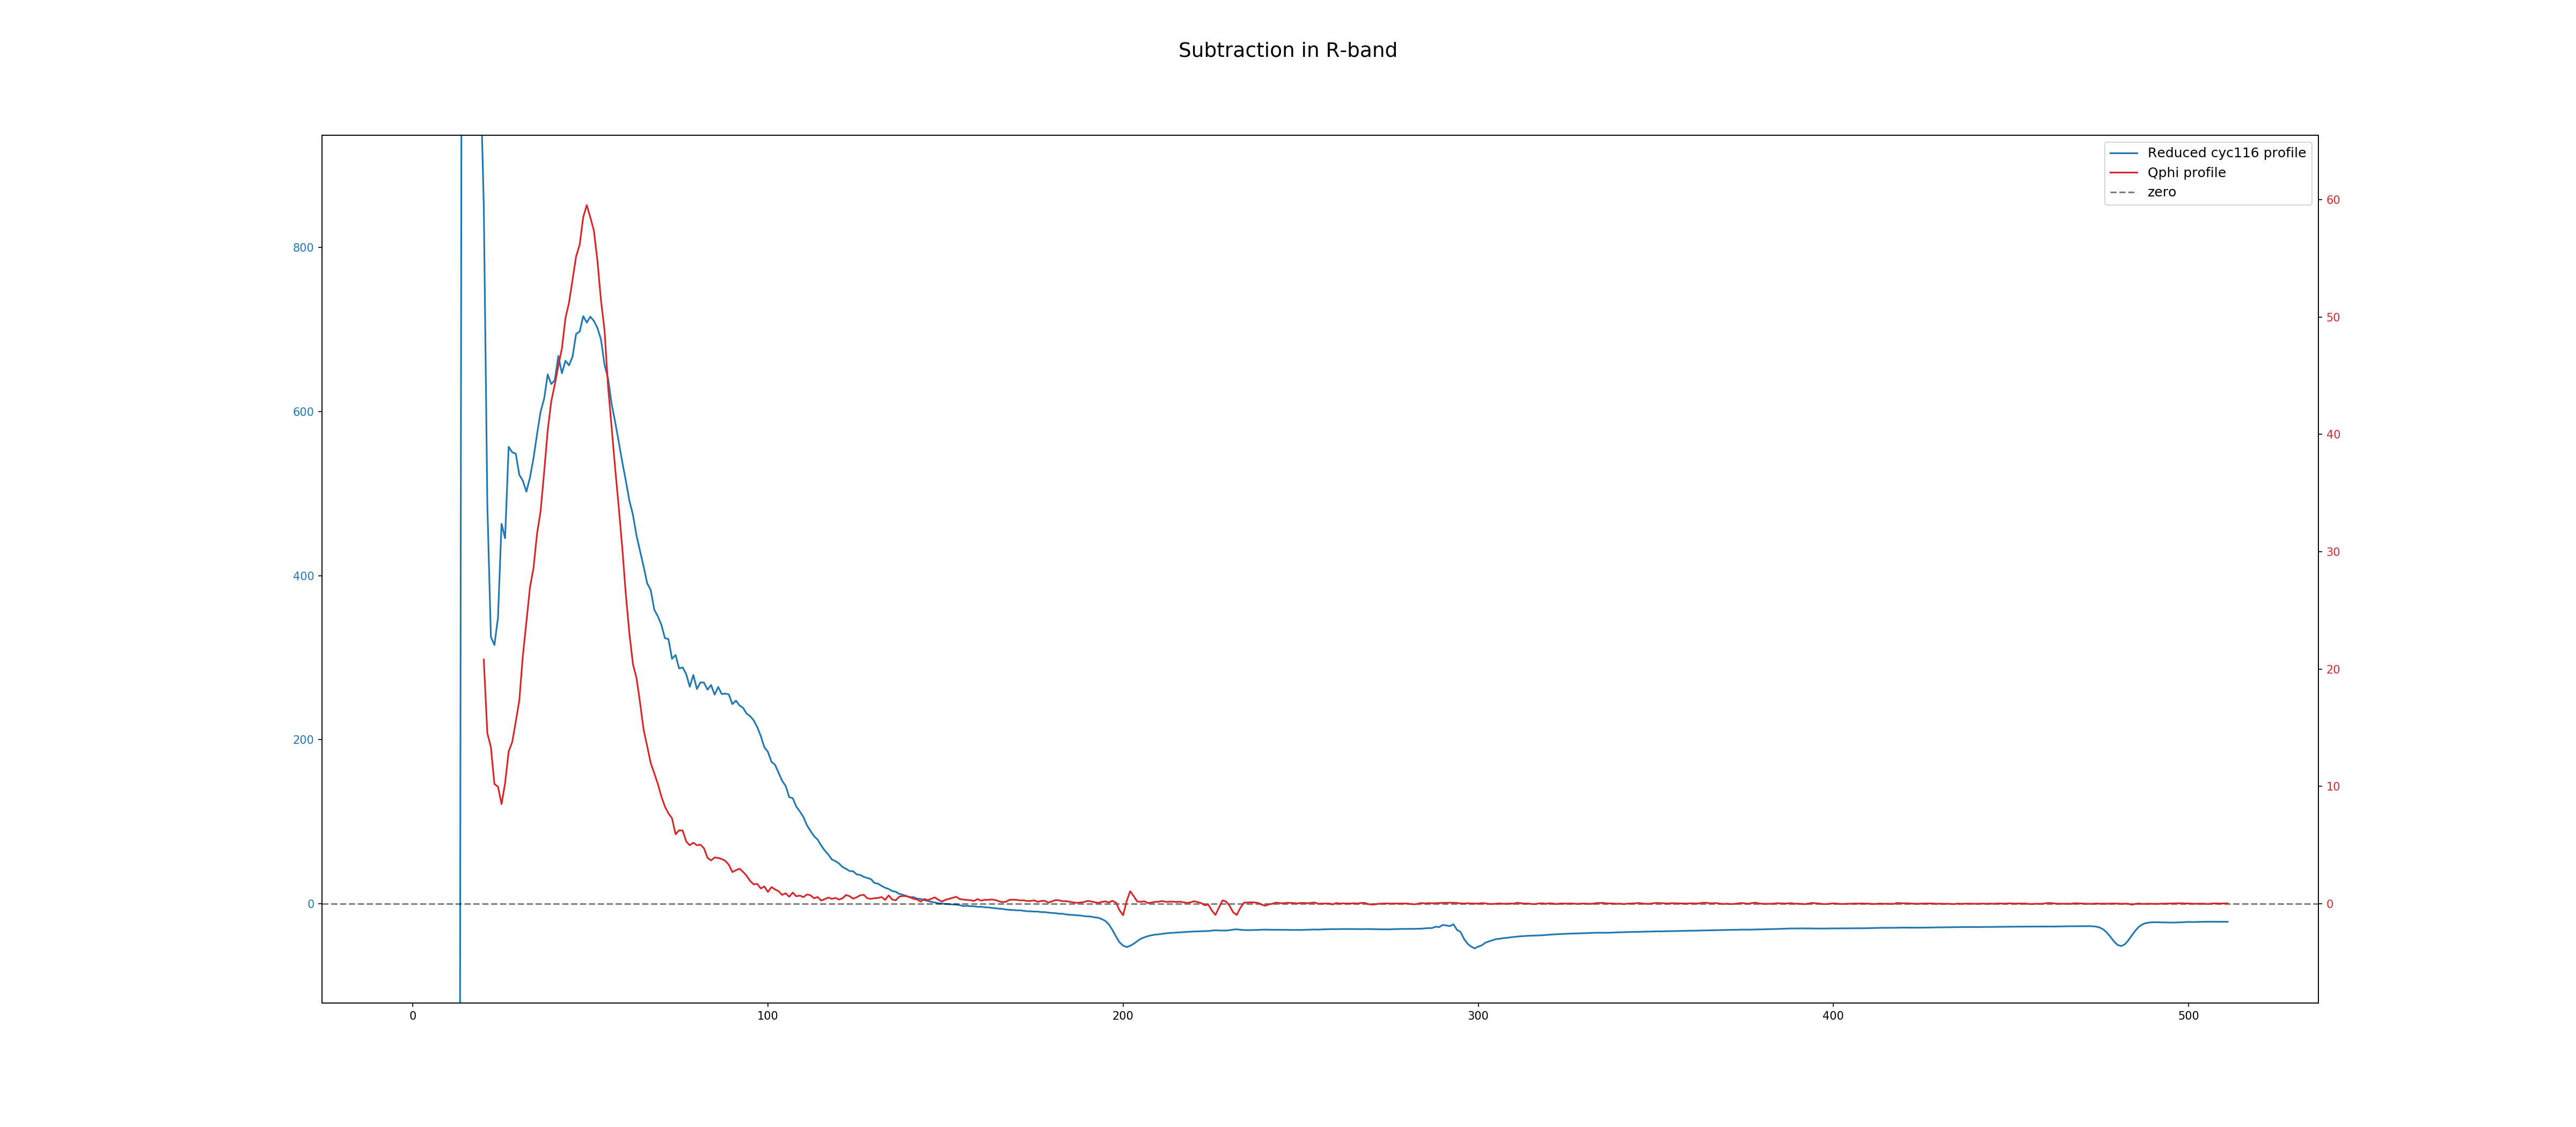 Subtraction in R-band
Reduced cyc116 profile
Qphi profile
zero
800
600
400
200
0
60
50
40
30
20
10
0
0 100 200 300 400 500